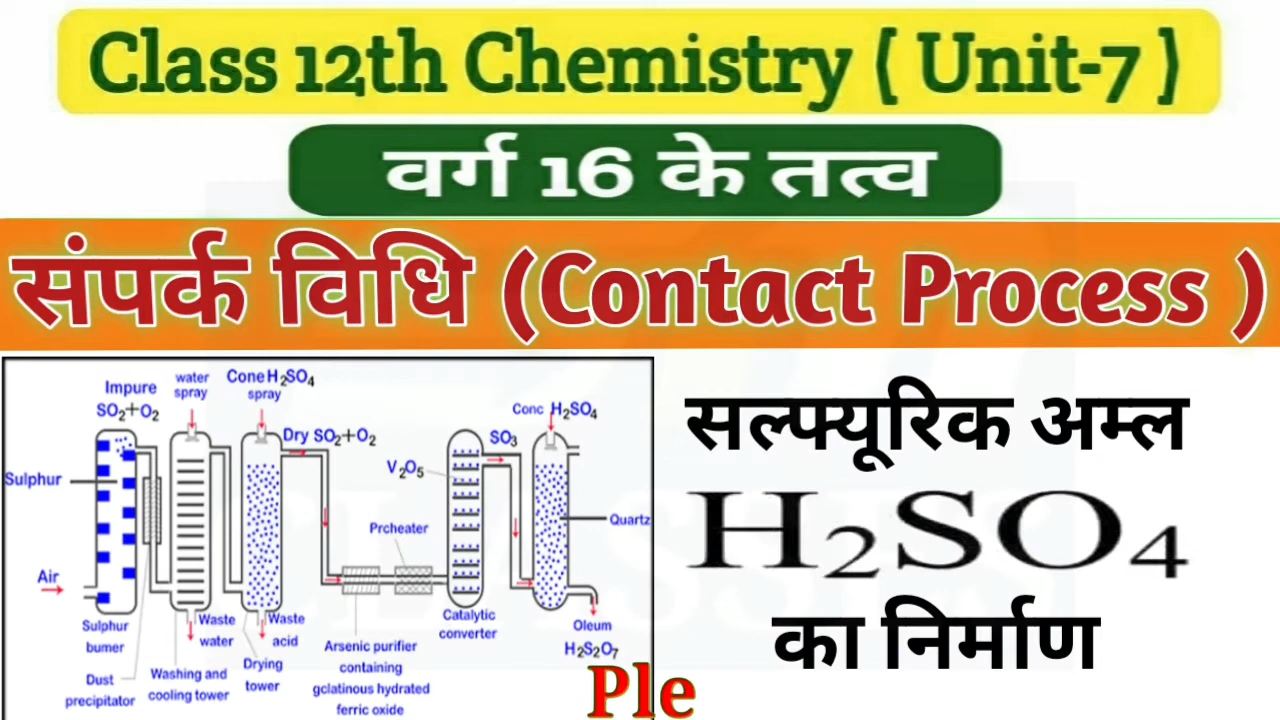 Class 12th Chemistry ( Unit-7 )
वर्ग 16 के तत्व
संपर्क विधि (Contact Process )
सल्फ्यूरिक अम्ल
H2SO4
का निर्माण
Impure
SO2+O2
water
spray
Cone H2SO4
spray
Dry SO2+O2
V2O5
SO3
Conc H2SO4
Sulphur
Prcheater
Quartz
Air
Sulphur
bumer
Dust
precipitator
Waste
water
Washing and
cooling tower
Waste
acid
Drying
tower
Arsenic purifier
containing
gclatinous hydrated
ferric oxide
Catalytic
converter
Oleum
H2S2O7
Ple